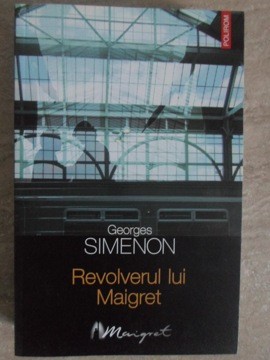 POLIROM
Georges
SIMENON
Revolverul lui
Maigret
Maigret